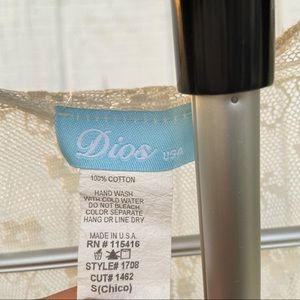 Dios USA
100% COTTON
HAND WASH
WITH COLD WATER
DO NOT BLEACH
COLOR SEPARATE
HANG OR LINE DRY
MADE IN U.S.A.
RN # 115416
STYLE# 1708
CUT# 1462
S(Chico)